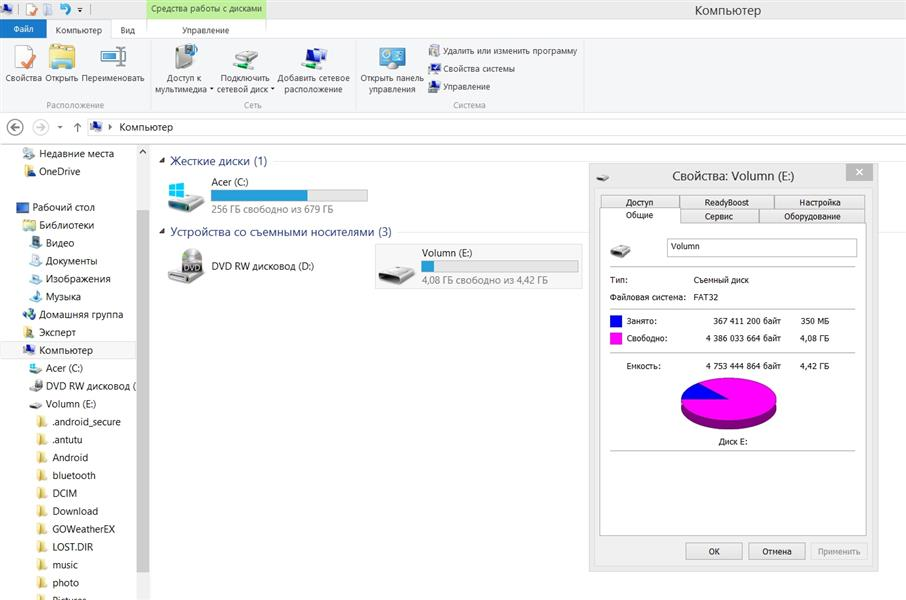 Средства работы с дисками
Компьютер
Файл
Компьютер
Вид
Управление
Свойства
Открыть
Переименовать
Доступ к
мультимедиа
Подключить
сетевой диск
Добавить сетевое
расположение
Открыть панель
управления
Удалить или изменить программу
Свойства системы
Управление
Расположение
Сеть
Система
Компьютер
Недавние места
OneDrive
Рабочий стол
Библиотеки
Видео
Документы
Изображения
Музыка
Домашняя группа
Эксперт
Компьютер
Acer (C:)
DVD RW дисковод (
Volumn (E:)
.android_secure
.antutu
Android
bluetooth
DCIM
Download
GOWeatherEX
LOST.DIR
music
photo
Pictures
Жесткие диски (1)
Acer (C:)
256 ГБ свободно из 679 ГБ
Устройства со съемными носителями (3)
DVD
DVD RW дисковод (D:)
Volumn (E:)
4,08 ГБ свободно из 4,42 ГБ
Свойства: Volumn (E:)
Доступ
ReadyBoost
Настройка
Общие
Сервис
Оборудование
Volumn
Тип:
Съемный диск
Файловая система:
FAT32
Занято:
367 411 200 байт
350 МБ
Свободно:
4 386 033 664 байт
4,08 ГБ
Емкость:
4 753 444 864 байт
4,42 ГБ
Диск E:
ОК
Отмена
Применить